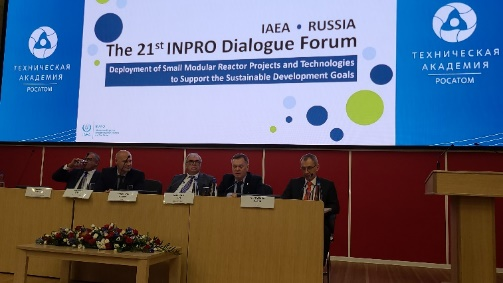 IAEA • RUSSIA
The 21st INPRO Dialogue Forum
Deployment of Small Modular Reactor Projects and Technologies
to Support the Sustainable Development Goals
ТЕХНИЧЕСКАЯ
АКАДЕМИЯ
РОСАТОМ
ТЕХНИЧЕСКАЯ
АКАДЕМИЯ
РОСАТОМ